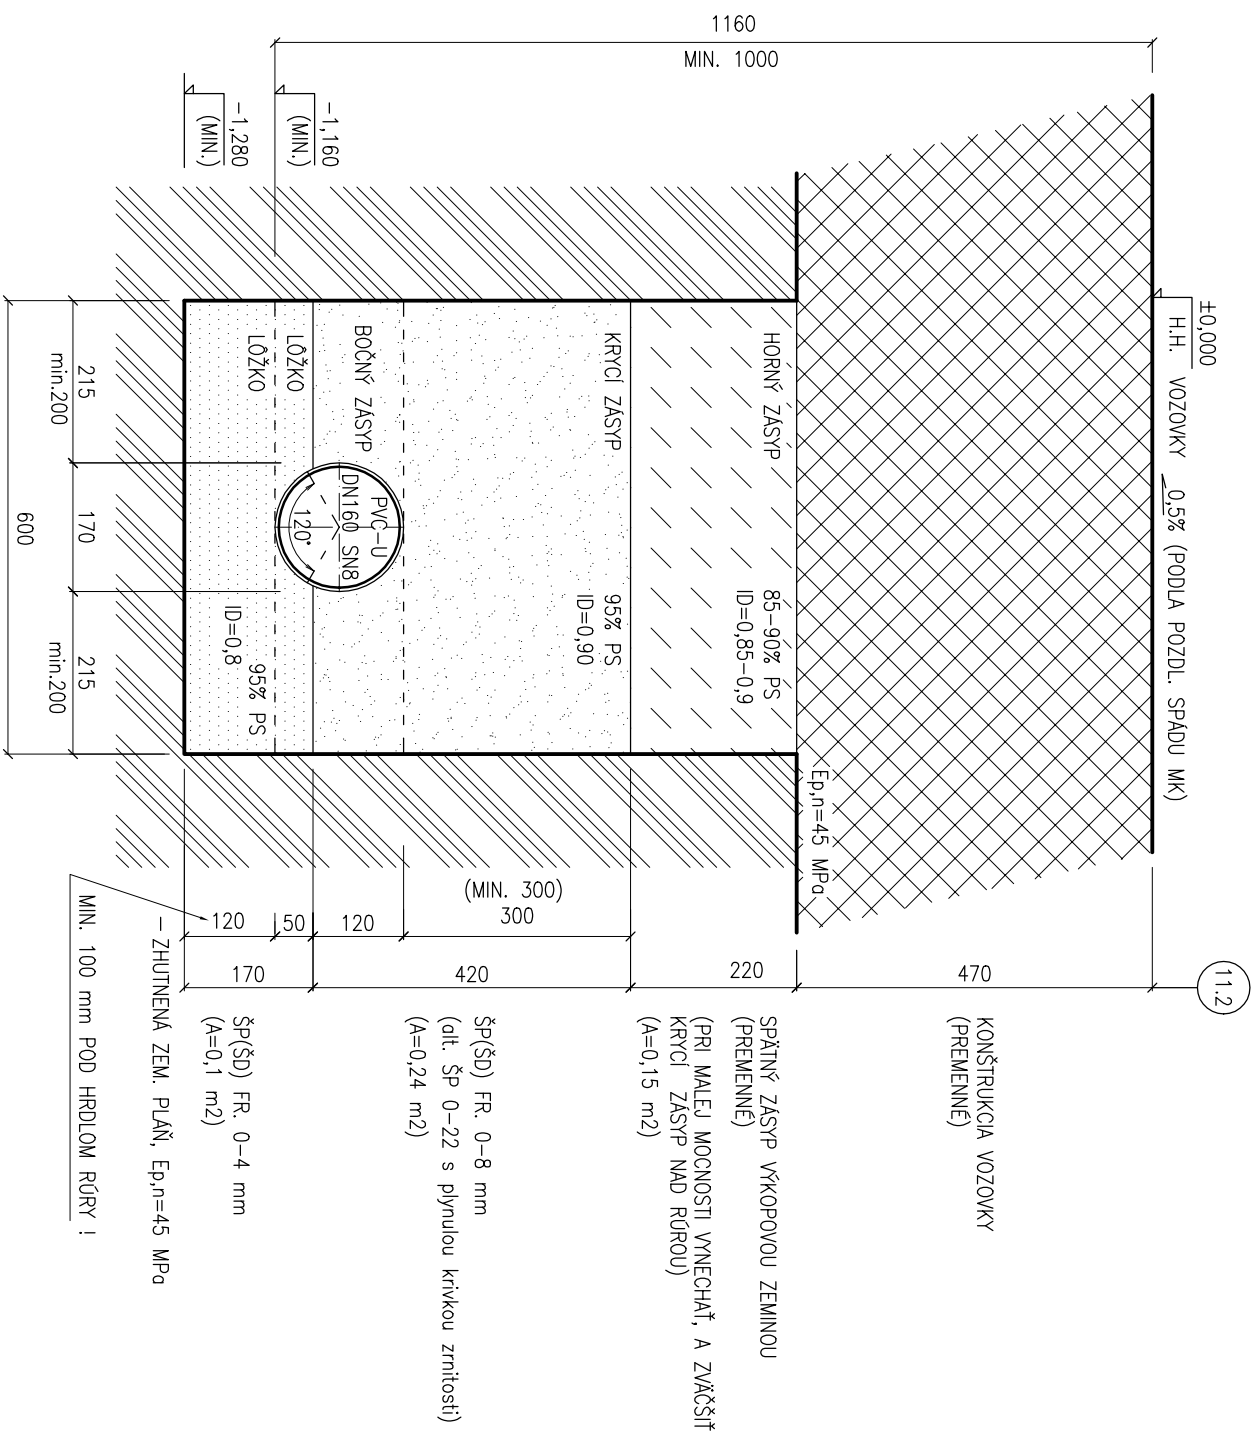 1160
MIN. 1000
±0,000
H.H. VOZOVKY
0,5% (PODLA POZDL. SPÁDU MK)
11.2
470
KONŠTRUKCIA VOZOVKY
(PREMENNÉ)
Ep,n=45 MPa
HORNÝ ZÁSYP
85-90% PS
ID=0,85-0,9
220
SPÄTNÝ ZÁSYP VÝKOPOVOU ZEMINOU
(PREMENNÉ)
(PRI MALEJ MOCNOSTI VYNECHAŤ, A ZVÄČŠIŤ
KRYCÍ ZÁSYP NAD RÚROU)
(A=0,15 m2)
KRYCÍ ZÁSYP
95% PS
ID=0,90
(MIN. 300)
300
420
ŠP(ŠD) FR. 0-8 mm
(alt. ŠP 0-22 s plynulou krivkou zrnitosti)
(A=0,24 m2)
BOČNÝ ZÁSYP
PVC-U
DN160 SN8
120°
120
LÔŽKO
50
LÔŽKO
95% PS
ID=0,8
120
170
ŠP(ŠD) FR. 0-4 mm
(A=0,1 m2)
-1,160
(MIN.)
-1,280
(MIN.)
- ZHUTNENÁ ZEM. PLÁŇ, Ep,n=45 MPa
MIN. 100 mm POD HRDLOM RÚRY !
215
min.200
170
215
min.200
600